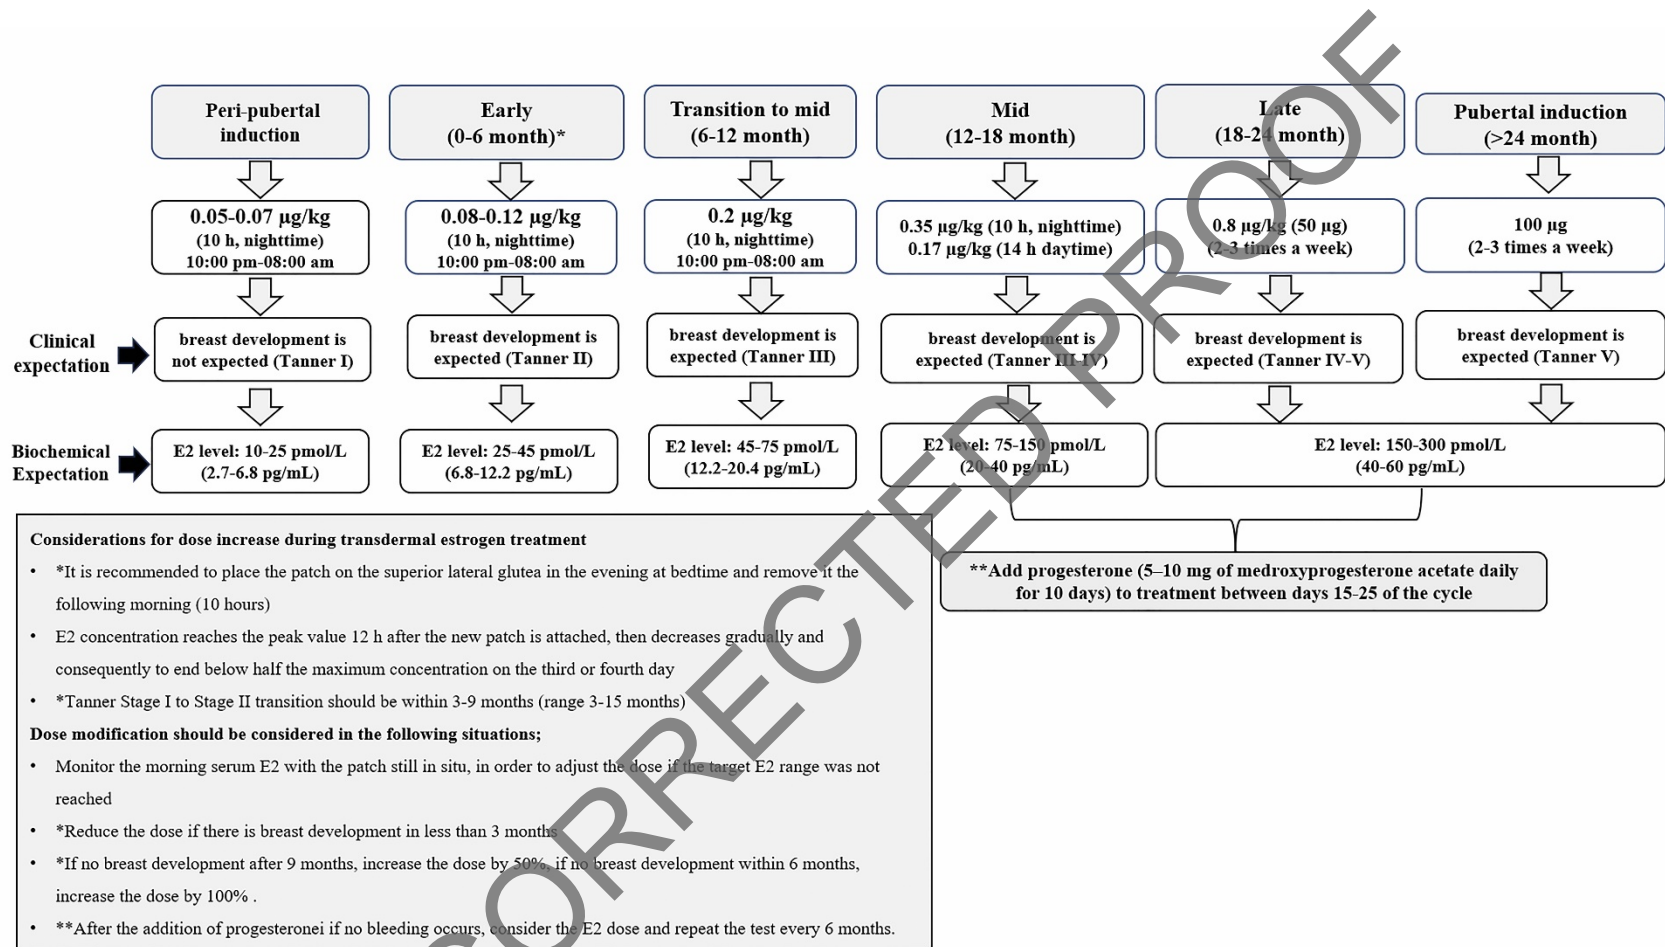 Peri-pubertal
induction
Early
(0-6 month)*
Transition to mid
(6-12 month)
Mid
(12-18 month)
Late
(18-24 month)
Pubertal induction
(>24 month)
0.05-0.07 µg/kg
(10 h, nighttime)
10:00 pm-08:00 am
0.08-0.12 µg/kg
(10 h, nighttime)
10:00 pm-08:00 am
0.2 µg/kg
(10 h, nighttime)
10:00 pm-08:00 am
0.35 µg/kg (10 h, nighttime)
0.17 µg/kg (14 h daytime)
0.8 µg/kg (50 µg)
(2-3 times a week)
100 µg
(2-3 times a week)
Clinical
expectation
breast development is
not expected (Tanner I)
breast development is
expected (Tanner II)
breast development is
expected (Tanner III)
breast development is
expected (Tanner III-IV)
breast development is
expected (Tanner IV-V)
breast development is
expected (Tanner V)
Biochemical
Expectation
E2 level: 10-25 pmol/L
(2.7-6.8 pg/mL)
E2 level: 25-45 pmol/L
(6.8-12.2 pg/mL)
E2 level: 45-75 pmol/L
(12.2-20.4 pg/mL)
E2 level: 75-150 pmol/L
(20-40 pg/mL)
E2 level: 150-300 pmol/L
(40-60 pg/mL)
**Add progesterone (5–10 mg of medroxyprogesterone acetate daily
for 10 days) to treatment between days 15-25 of the cycle
Considerations for dose increase during transdermal estrogen treatment
• *It is recommended to place the patch on the superior lateral glutea in the evening at bedtime and remove it the
following morning (10 hours)
• E2 concentration reaches the peak value 12 h after the new patch is attached, then decreases gradually and
consequently to end below half the maximum concentration on the third or fourth day
• *Tanner Stage I to Stage II transition should be within 3-9 months (range 3-15 months)
Dose modification should be considered in the following situations;
• Monitor the morning serum E2 with the patch still in situ, in order to adjust the dose if the target E2 range was not
reached
• *Reduce the dose if there is breast development in less than 3 months
• *If no breast development after 9 months, increase the dose by 50%, if no breast development within 6 months,
increase the dose by 100% .
• **After the addition of progesteronei if no bleeding occurs, consider the E2 dose and repeat the test every 6 months.
CORRECTED PROOF